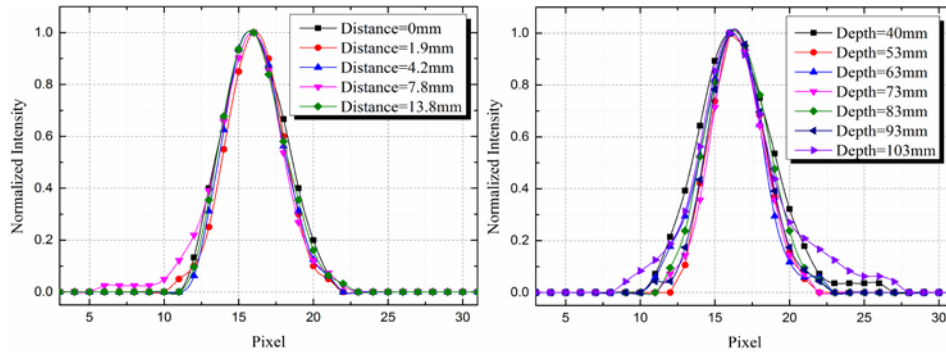 1.0
0.8
0.6
0.4
0.2
0.0
Normalized Intensity
5 10 15 20 25 30
Pixel
Distance=0mm
Distance=1.9mm
Distance=4.2mm
Distance=7.8mm
Distance=13.8mm
1.0
0.8
0.6
0.4
0.2
0.0
Normalized Intensity
5 10 15 20 25 30
Pixel
Depth=40mm
Depth=53mm
Depth=63mm
Depth=73mm
Depth=83mm
Depth=93mm
Depth=103mm